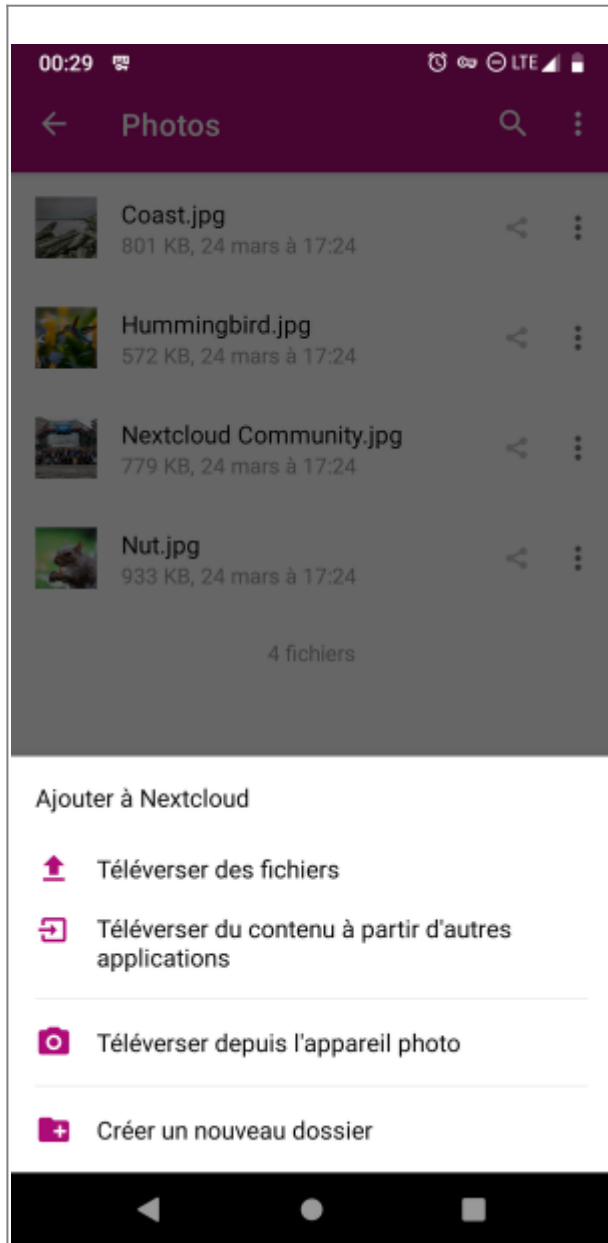 00:29 LTE
Photos
Coast.jpg
801 KB, 24 mars à 17:24
Hummingbird.jpg
572 KB, 24 mars à 17:24
Nextcloud Community.jpg
779 KB, 24 mars à 17:24
Nut.jpg
933 KB, 24 mars à 17:24
4 fichiers
Ajouter à Nextcloud
Téléverser des fichiers
Téléverser du contenu à partir d'autres
applications
Téléverser depuis l'appareil photo
Créer un nouveau dossier